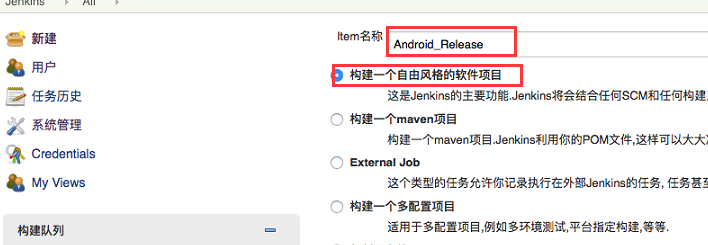 Jenkins
All
新建
用户
任务历史
系统管理
Credentials
My Views
构建队列
Item名称
Android_Release
构建一个自由风格的软件项目
这是Jenkins的主要功能.Jenkins将会结合任何SCM和任何构建
构建一个maven项目
构建一个maven项目.Jenkins利用你的POM文件,这样可以大大
External Job
这个类型的任务允许你记录执行在外部Jenkins的任务, 任务甚至
构建一个多配置项目
适用于多配置项目,例如多环境测试,平台指定构建,等等.